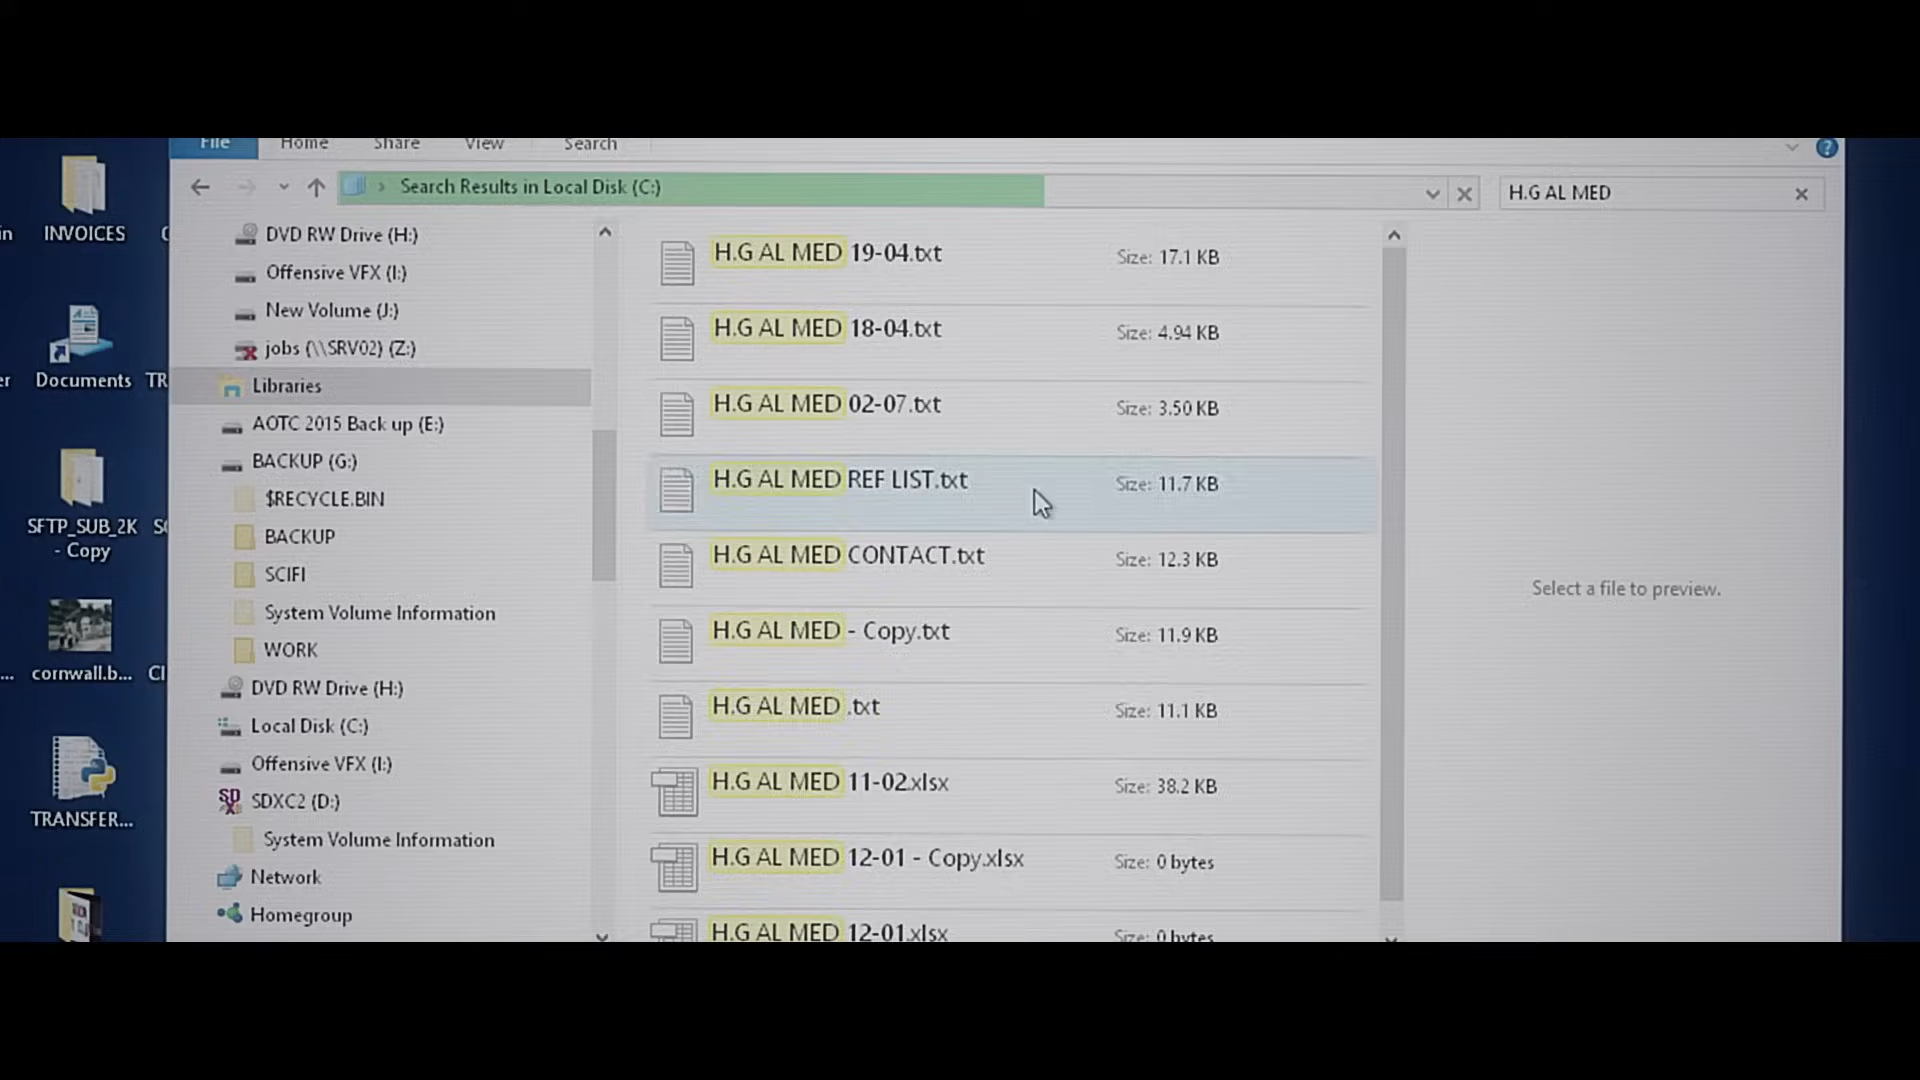 File Home Share View Search
Search Results in Local Disk (C:)
H.G AL MED
INVOICES
Documents
SFTP_SUB_2K
- Copy
cornwall.b...
TRANSFER...
DVD RW Drive (H:)
Offensive VFX (I:)
New Volume (J:)
jobs (\\SRV02) (Z:)
Libraries
AOTC 2015 Back up (E:)
BACKUP (G:)
$RECYCLE.BIN
BACKUP
SCIFI
System Volume Information
WORK
DVD RW Drive (H:)
Local Disk (C:)
Offensive VFX (I:)
SDXC2 (D:)
System Volume Information
Network
Homegroup
H.G AL MED 19-04.txt Size: 17.1 KB
H.G AL MED 18-04.txt Size: 4.94 KB
H.G AL MED 02-07.txt Size: 3.50 KB
H.G AL MED REF LIST.txt Size: 11.7 KB
H.G AL MED CONTACT.txt Size: 12.3 KB
H.G AL MED - Copy.txt Size: 11.9 KB
H.G AL MED .txt Size: 11.1 KB
H.G AL MED 11-02.xlsx Size: 38.2 KB
H.G AL MED 12-01 - Copy.xlsx Size: 0 bytes
H.G AL MED 12-01.xlsx Size: 0 bytes
Select a file to preview.